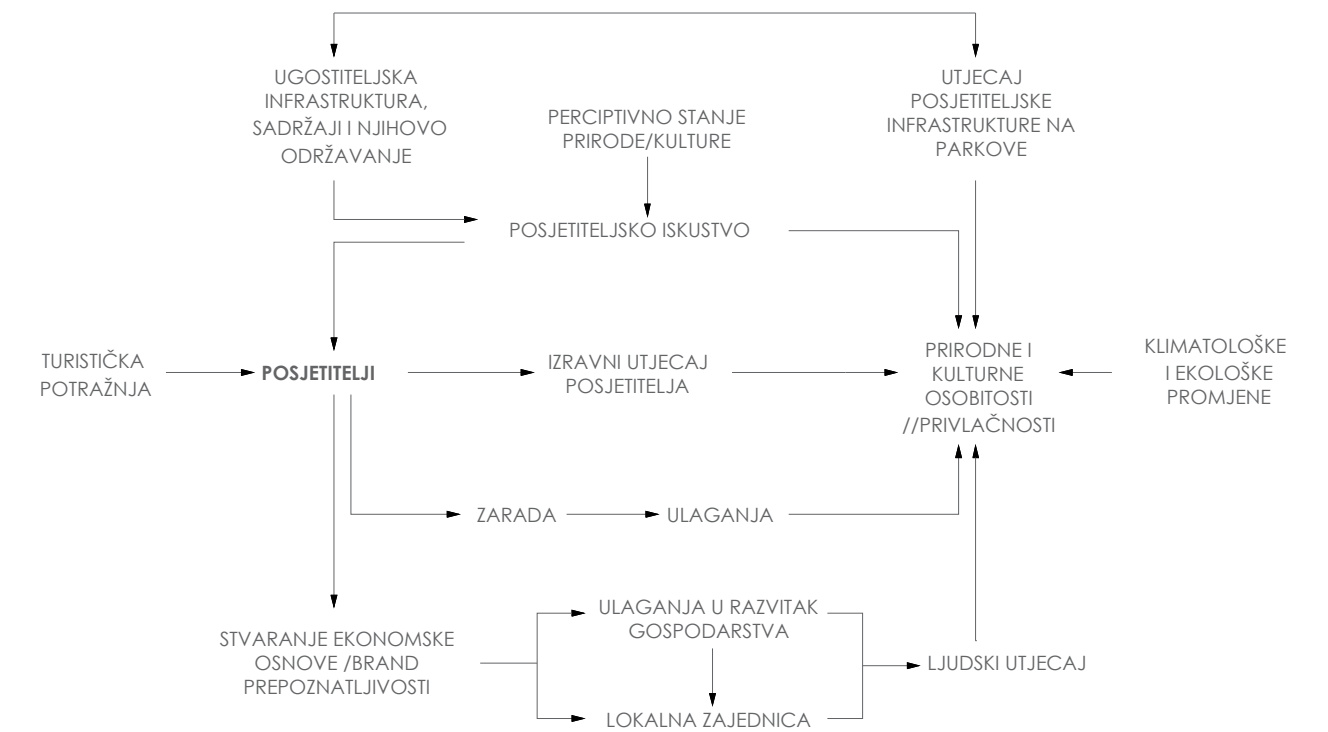 UGOSTITELJSKA
INFRASTRUKTURA,
SADRŽAJI I NJIHOVO
ODRŽAVANJE
PERCIPTIVNO STANJE
PRIRODE/KULTURE
UTJECAJ
POSJETITELJSKE
INFRASTRUKTURE NA
PARKOVE
POSJETITELJSKO ISKUSTVO
TURISTIČKA
POTRAŽNJA
POSJETITELJI
IZRAVNI UTJECAJ
POSJETITELJA
PRIRODNE I
KULTURNE
OSOBITOSTI
//PRIVLAČNOSTI
KLIMATOLOŠKE
I EKOLOŠKE
PROMJENE
ZARADA
ULAGANJA
STVARANJE EKONOMSKE
OSNOVE /BRAND
PREPOZNATLJIVOSTI
ULAGANJA U RAZVITAK
GOSPODARSTVA
LOKALNA ZAJEDNICA
LJUDSKI UTJECAJ